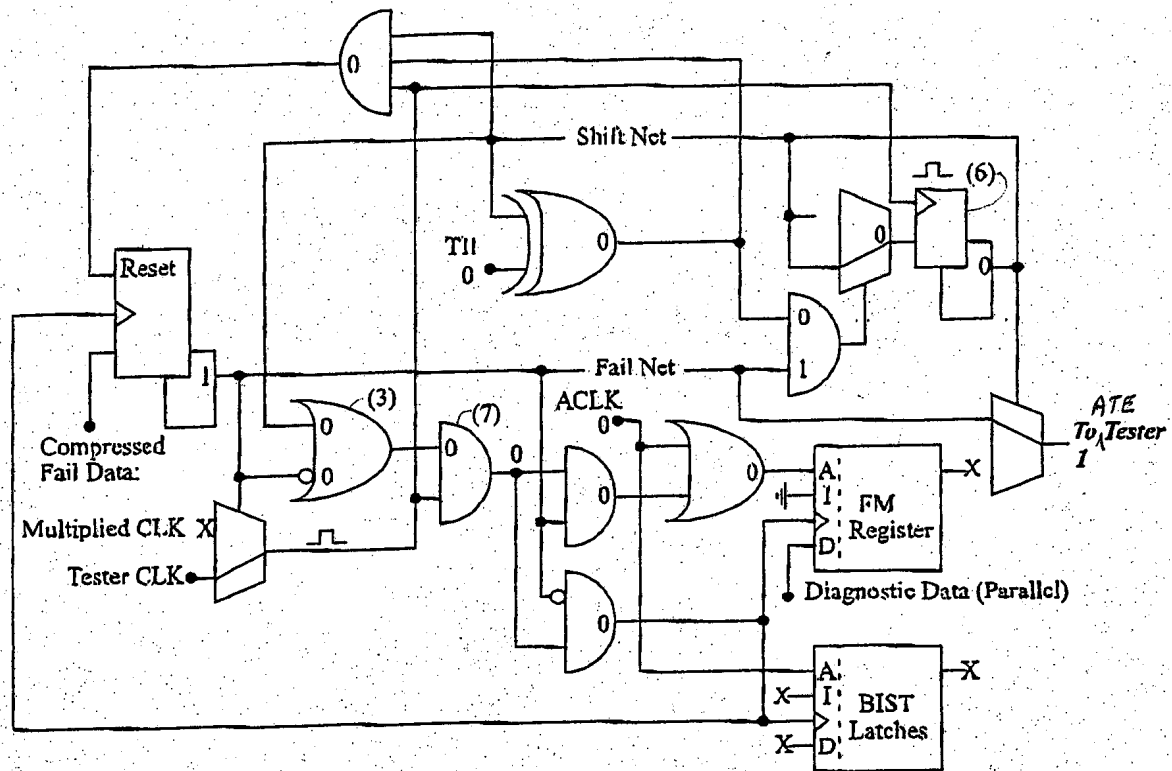 0
Shift Net
(6)
0
TII
0
0
0
Reset
0
1
Fail Net
1
(3)
(7)
ACLK
0
ATE
To ^ Tester
1
0
0
0
0
0
Compressed
Fail Data:
A
I
FM
Register
D
X
0
Multiplied CLK X
Tester CLK
Diagnostic Data (Parallel)
0
A
X
X
I
BIST
Latches
X
D